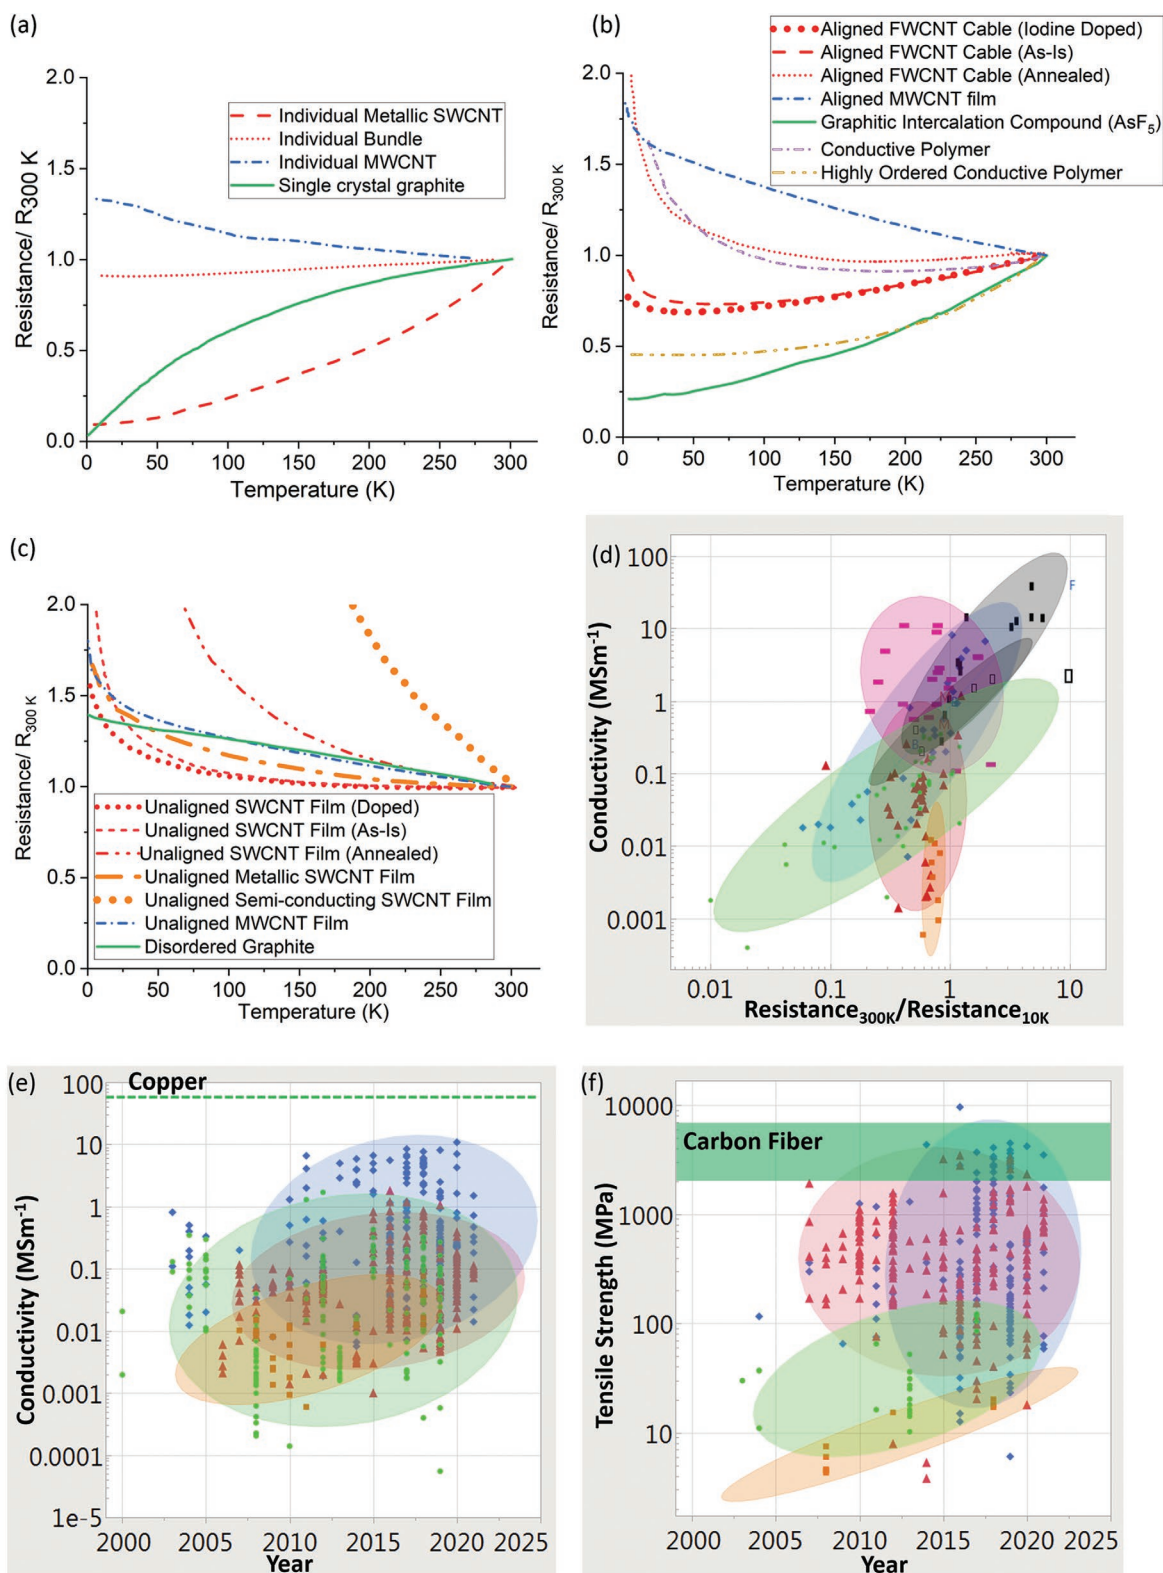 (a)
Resistance/ R300 K
2.0
1.5
1.0
0.5
0.0
Individual Metallic SWCNT
Individual Bundle
Individual MWCNT
Single crystal graphite
0 50 100 150 200 250 300
Temperature (K)
(b)
Aligned FWCNT Cable (Iodine Doped)
Aligned FWCNT Cable (As-Is)
Aligned FWCNT Cable (Annealed)
Aligned MWCNT film
Graphitic Intercalation Compound (AsF5)
Conductive Polymer
Highly Ordered Conductive Polymer
Resistance/ R300 K
2.0
1.5
1.0
0.5
0.0
0 50 100 150 200 250 300
Temperature (K)
(c)
Resistance/ R300 K
2.0
1.5
1.0
0.5
0.0
Unaligned SWCNT Film (Doped)
Unaligned SWCNT Film (As-Is)
Unaligned SWCNT Film (Annealed)
Unaligned Metallic SWCNT Film
Unaligned Semi-conducting SWCNT Film
Unaligned MWCNT Film
Disordered Graphite
0 50 100 150 200 250 300
Temperature (K)
(d)
Conductivity (MSm-1)
100
10
1
0.1
0.01
0.001
F
0.01 0.1 1 10
Resistance300K/Resistance10K
(e)
Copper
Conductivity (MSm-1)
100
10
1
0.1
0.01
0.001
0.0001
1e-5
2000 2005 2010 2015 2020 2025
Year
(f)
Carbon Fiber
Tensile Strength (MPa)
10000
1000
100
10
2000 2005 2010 2015 2020 2025
Year